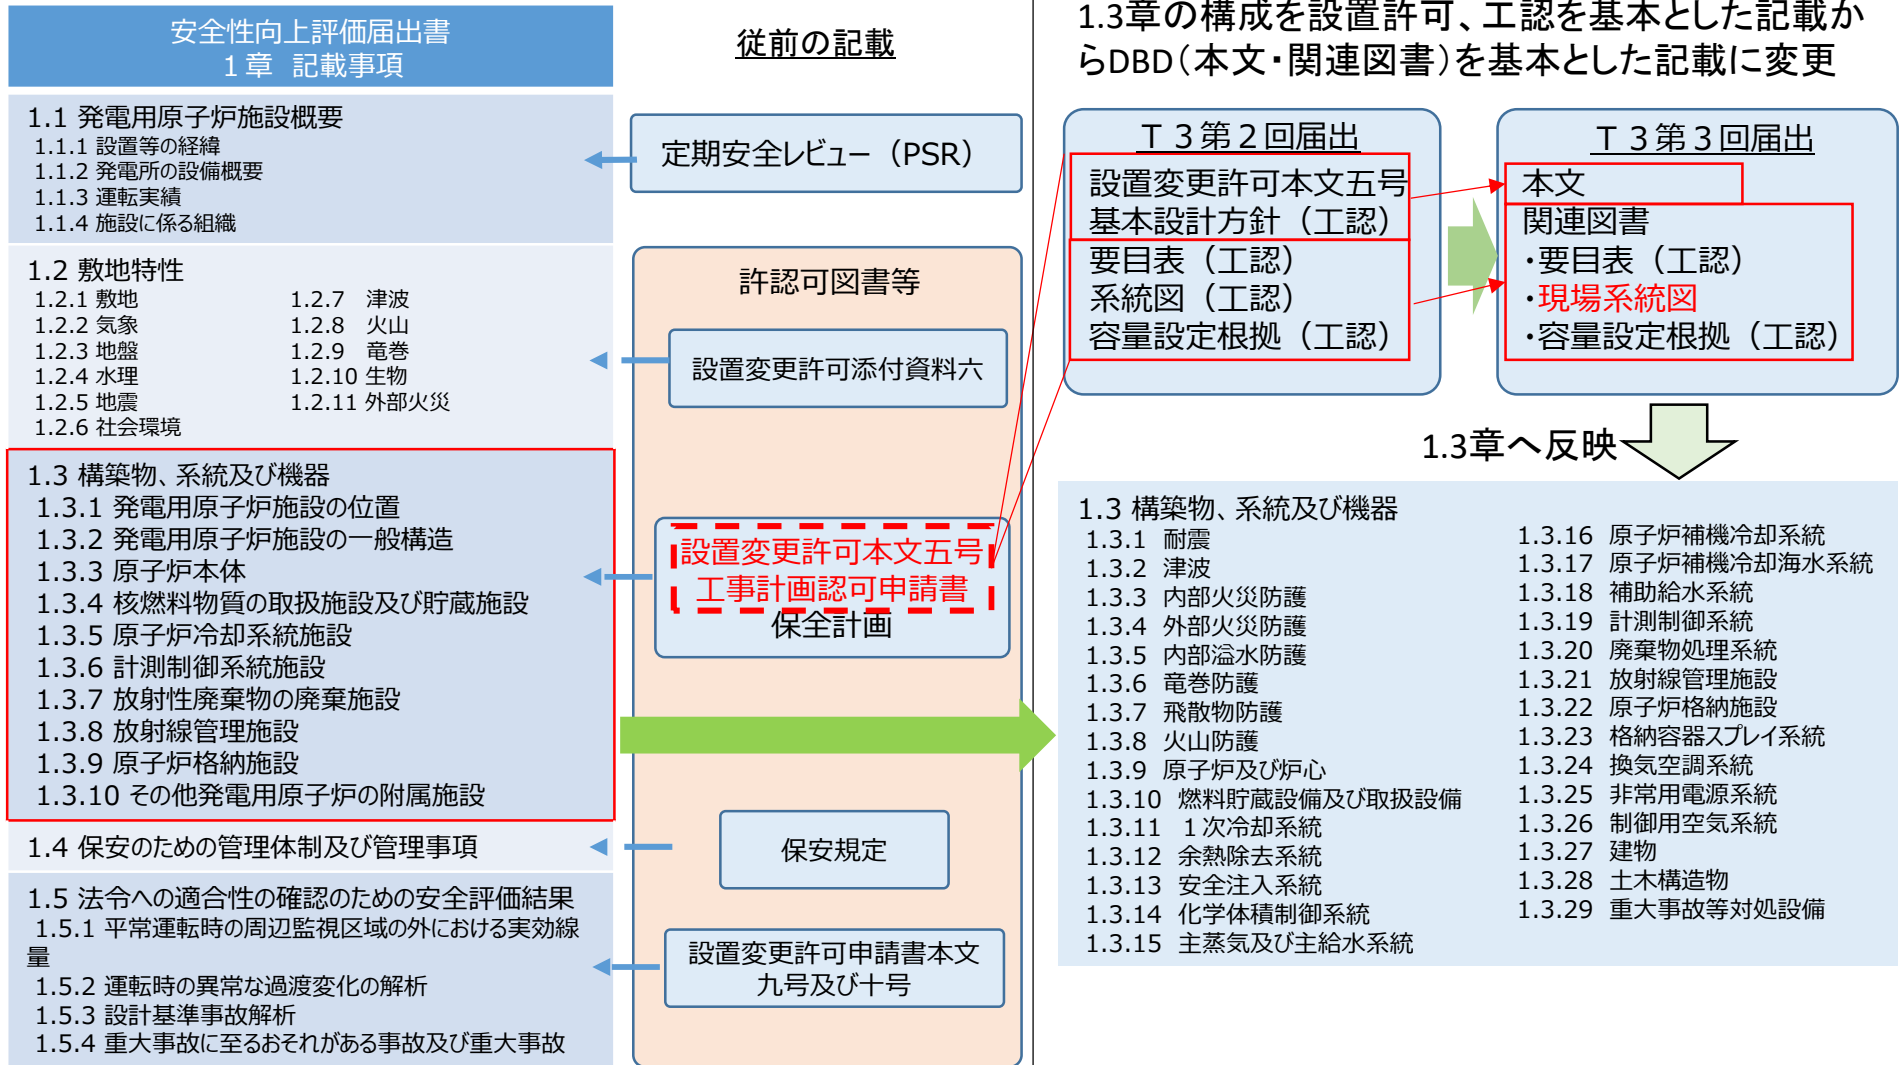 安全性向上評価届出書
1章 記載事項
1.1 発電用原子炉施設概要
1.1.1 設置等の経緯
1.1.2 発電所の設備概要
1.1.3 運転実績
1.1.4 施設に係る組織
1.2 敷地特性
1.2.1 敷地
1.2.2 気象
1.2.3 地盤
1.2.4 水理
1.2.5 地震
1.2.6 社会環境
1.2.7 津波
1.2.8 火山
1.2.9 竜巻
1.2.10 生物
1.2.11 外部火災
1.3 構築物、系統及び機器
1.3.1 発電用原子炉施設の位置
1.3.2 発電用原子炉施設の一般構造
1.3.3 原子炉本体
1.3.4 核燃料物質の取扱施設及び貯蔵施設
1.3.5 原子炉冷却系統施設
1.3.6 計測制御系統施設
1.3.7 放射性廃棄物の廃棄施設
1.3.8 放射線管理施設
1.3.9 原子炉格納施設
1.3.10 その他発電用原子炉の附属施設
1.4 保安のための管理体制及び管理事項
1.5 法令への適合性の確認のための安全評価結果
1.5.1 平常運転時の周辺監視区域の外における実効線
量
1.5.2 運転時の異常な過渡変化の解析
1.5.3 設計基準事故解析
1.5.4 重大事故に至るおそれがある事故及び重大事故
従前の記載
定期安全レビュー（PSR）
許認可図書等
設置変更許可添付資料六
設置変更許可本文五号
工事計画認可申請書
保全計画
保安規定
設置変更許可申請書本文
九号及び十号
1.3章の構成を設置許可、工認を基本とした記載か
らDBD（本文・関連図書）を基本とした記載に変更
Ｔ３第２回届出
設置変更許可本文五号
基本設計方針（工認）
要目表（工認）
系統図（工認）
容量設定根拠（工認）
Ｔ３第３回届出
本文
関連図書
・要目表（工認）
・現場系統図
・容量設定根拠（工認）
1.3章へ反映
1.3 構築物、系統及び機器
1.3.1 耐震
1.3.2 津波
1.3.3 内部火災防護
1.3.4 外部火災防護
1.3.5 内部溢水防護
1.3.6 竜巻防護
1.3.7 飛散物防護
1.3.8 火山防護
1.3.9 原子炉及び炉心
1.3.10 燃料貯蔵設備及び取扱設備
1.3.11 １次冷却系統
1.3.12 余熱除去系統
1.3.13 安全注入系統
1.3.14 化学体積制御系統
1.3.15 主蒸気及び主給水系統
1.3.16 原子炉補機冷却系統
1.3.17 原子炉補機冷却海水系統
1.3.18 補助給水系統
1.3.19 計測制御系統
1.3.20 廃棄物処理系統
1.3.21 放射線管理施設
1.3.22 原子炉格納施設
1.3.23 格納容器スプレイ系統
1.3.24 換気空調系統
1.3.25 非常用電源系統
1.3.26 制御用空気系統
1.3.27 建物
1.3.28 土木構造物
1.3.29 重大事故等対処設備